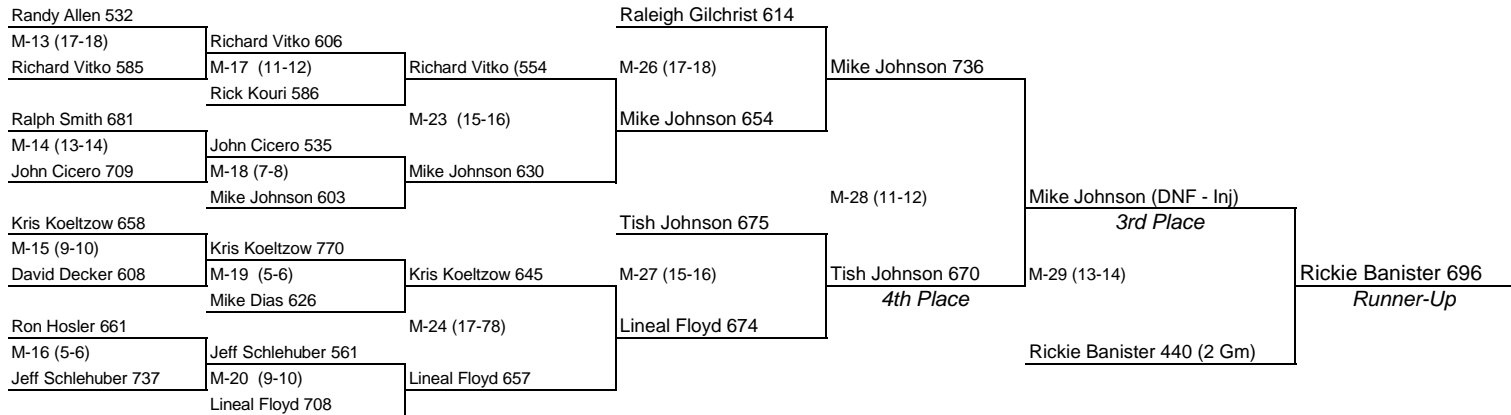 Randy Allen 532
M-13 (17-18)
Richard Vitko 585
Ralph Smith 681
M-14 (13-14)
John Cicero 709
Kris Koeltzow 658
M-15 (9-10)
David Decker 608
Ron Hosler 661
M-16 (5-6)
Jeff Schlehuber 737
Richard Vitko 606
M-17 (11-12)
Rick Kouri 586
John Cicero 535
M-18 (7-8)
Mike Johnson 603
Kris Koeltzow 770
M-19 (5-6)
Mike Dias 626
Jeff Schlehuber 561
M-20 (9-10)
Lineal Floyd 708
Richard Vitko (554
M-23 (15-16)
Mike Johnson 630
Kris Koeltzow 645
M-24 (17-78)
Lineal Floyd 657
Raleigh Gilchrist 614
M-26 (17-18)
Mike Johnson 654
Tish Johnson 675
M-27 (15-16)
Lineal Floyd 674
Mike Johnson 736
M-28 (11-12)
Tish Johnson 670
4th Place
Mike Johnson (DNF - Inj)
3rd Place
M-29 (13-14)
Rickie Banister 440 (2 Gm)
Rickie Banister 696
Runner-Up